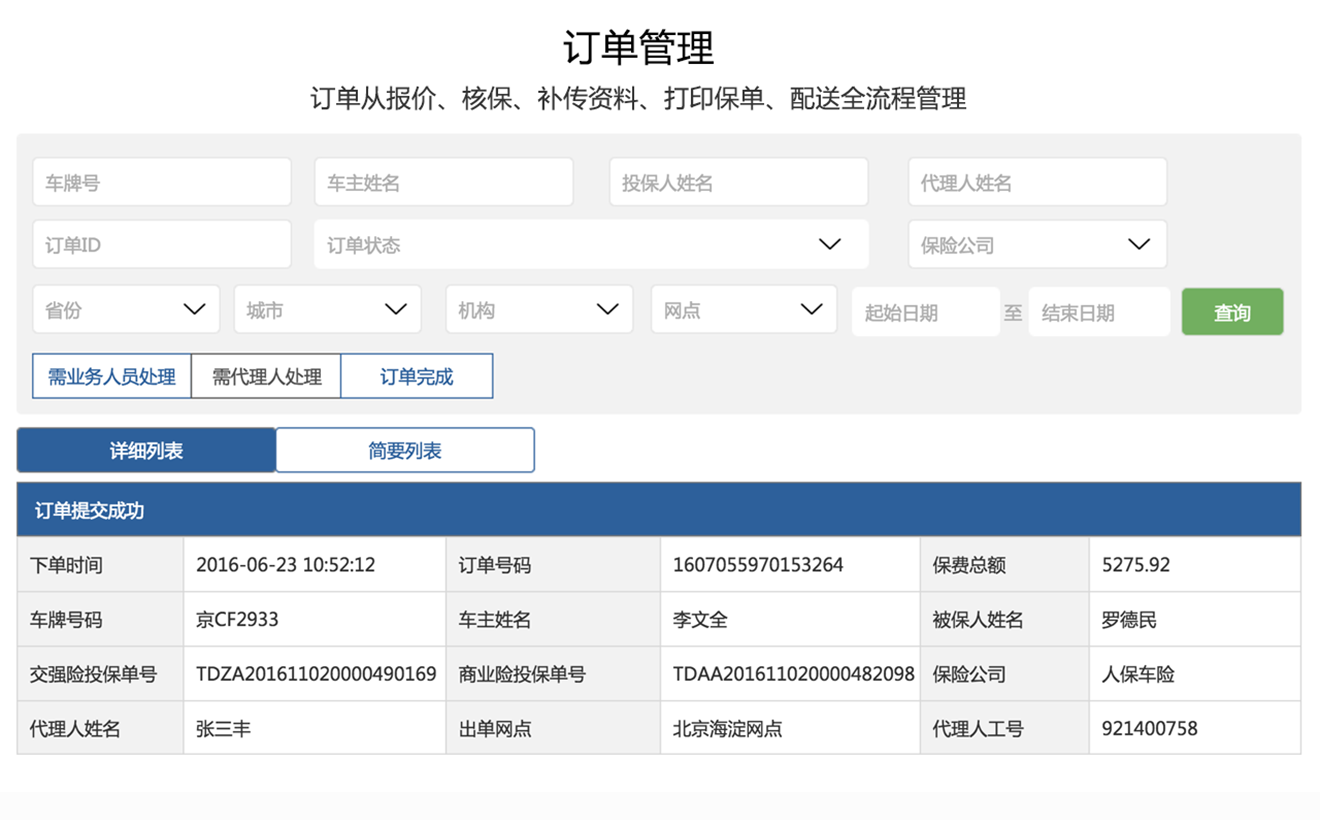 订单管理
订单从报价、核保、补传资料、打印保单、配送全流程管理
车牌号 车主姓名 投保人姓名 代理人姓名
订单ID 订单状态 保险公司
省份 城市 机构 网点 起始日期 至 结束日期 查询
需业务人员处理 需代理人处理 订单完成
详细列表 简要列表
订单提交成功
下单时间 2016-06-23 10:52:12 订单号码 1607055970153264 保费总额 5275.92
车牌号码 京CF2933 车主姓名 李文全 被保人姓名 罗德民
交强险投保单号 TDZA201611020000490169 商业险投保单号 TDAA201611020000482098 保险公司 人保车险
代理人姓名 张三丰 出单网点 北京海淀网点 代理人工号 921400758